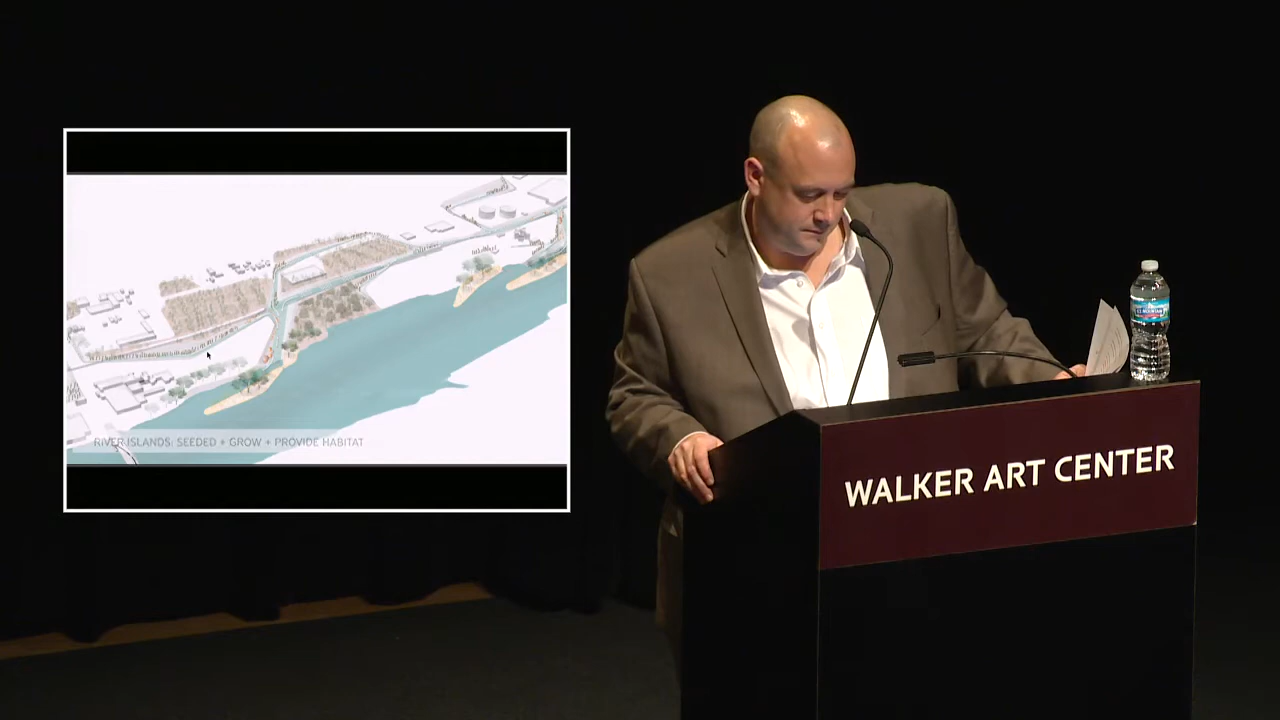 RIVER ISLANDS: SEEDED + GROW + PROVIDE HABITAT
WALKER ART CENTER